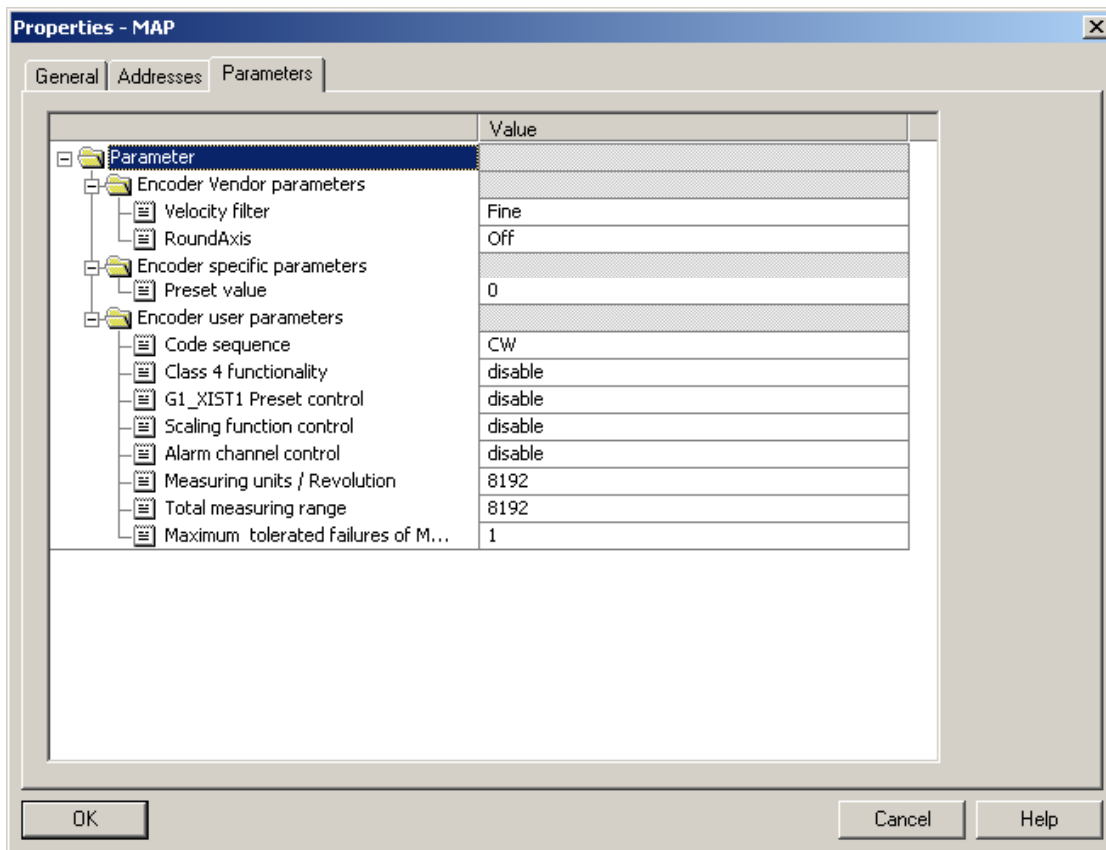 Properties - MAP
General Addresses Parameters
Value
Parameter
Encoder Vendor parameters
Velocity filter Fine
RoundAxis Off
Encoder specific parameters
Preset value 0
Encoder user parameters
Code sequence CW
Class 4 functionality disable
G1_XIST1 Preset control disable
Scaling function control disable
Alarm channel control disable
Measuring units / Revolution 8192
Total measuring range 8192
Maximum  tolerated failures of M... 1
OK Cancel Help